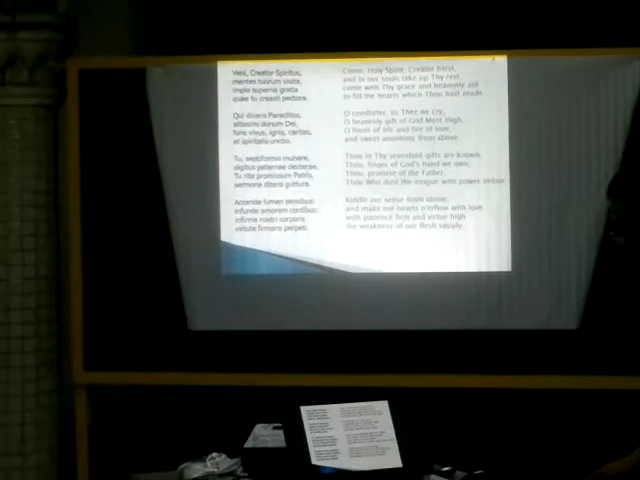 Veni, Creator Spiritus,
mentes tuorum visita,
imple superna gratia
quae tu creasti pectora.
Qui diceris Paraclitus,
altissimi donum Dei,
fons vivus, ignis, caritas,
et spiritalis unctio.
Tu, septiformis munere,
digitus paternae dexterae,
Tu rite promissum Patris,
sermone ditans guttura.
Accende lumen sensibus:
infunde amorem cordibus:
infirma nostri corporis
virtute firmans perpeti.
Come, Holy Spirit, Creator blest,
and in our souls take up Thy rest;
come with Thy grace and heavenly aid
to fill the hearts which Thou hast made.
O comforter, to Thee we cry,
O heavenly gift of God Most High,
O fount of life and fire of love,
and sweet anointing from above.
Thou in Thy sevenfold gifts are known;
Thou, finger of God's hand we own;
Thou, promise of the Father,
Thou Who dost the tongue with power imbue.
Kindle our sense from above,
and make our hearts o'erflow with love;
with patience firm and virtue high
the weakness of our flesh supply.